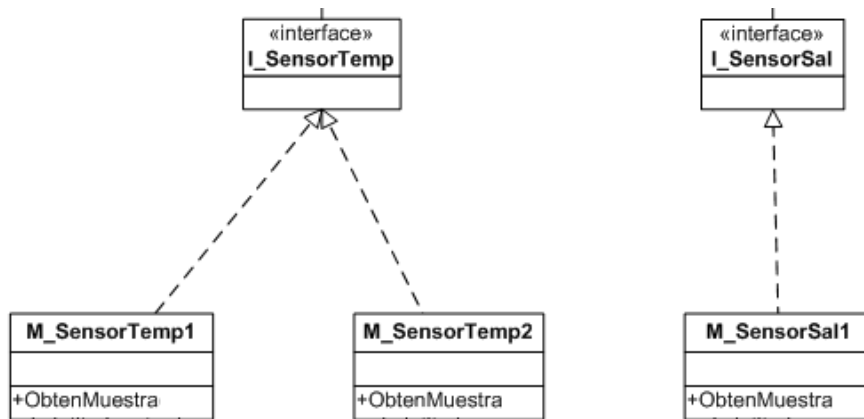 «interface»
I_SensorTemp
«interface»
I_SensorSal
M_SensorTemp1
M_SensorTemp2
M_SensorSal1
+ObtenMuestra
+ObtenMuestra
+ObtenMuestra